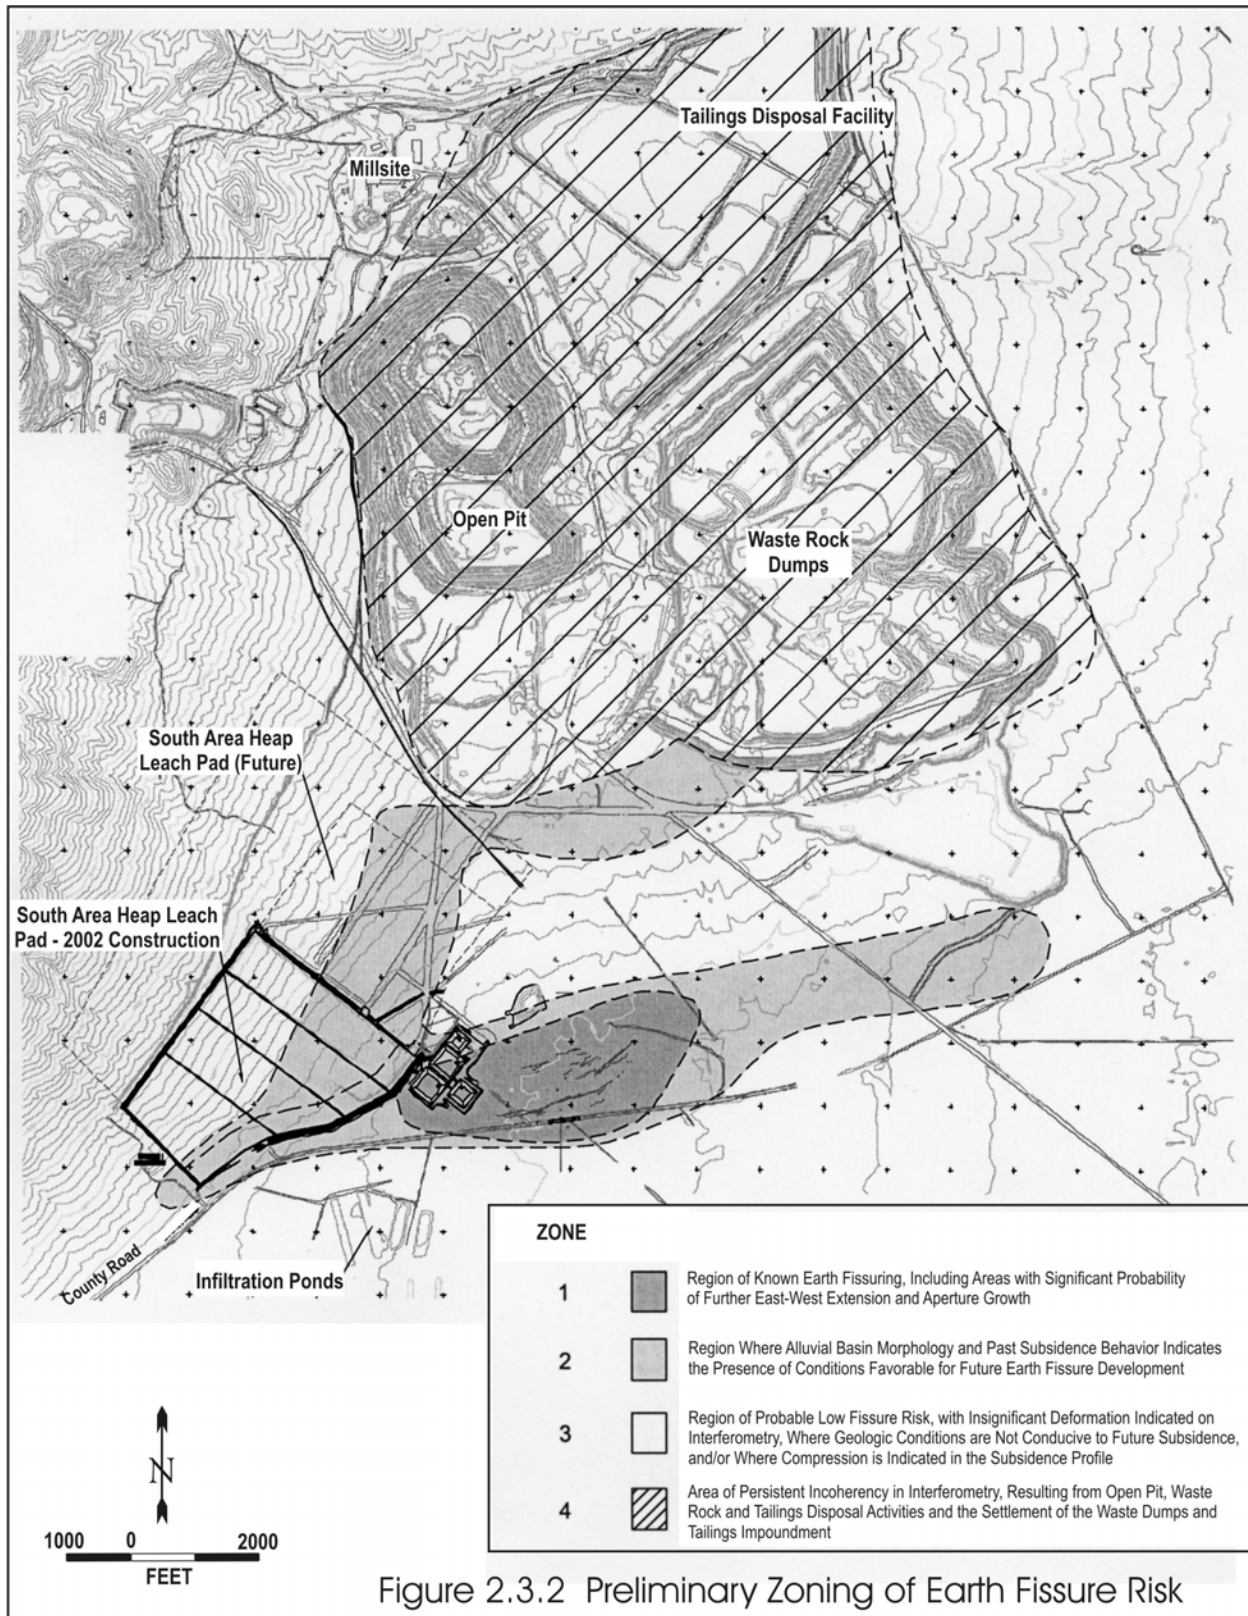 Tailings Disposal Facility
Millsite
Open Pit
Waste Rock
Dumps
South Area Heap
Leach Pad (Future)
South Area Heap Leach
Pad - 2002 Construction
County Road
Infiltration Ponds
ZONE
1
Region of Known Earth Fissuring, Including Areas with Significant Probability
of Further East-West Extension and Aperture Growth
2
Region Where Alluvial Basin Morphology and Past Subsidence Behavior Indicates
the Presence of Conditions Favorable for Future Earth Fissure Development
3
Region of Probable Low Fissure Risk, with Insignificant Deformation Indicated on
Interferometry, Where Geologic Conditions are Not Conducive to Future Subsidence,
and/or Where Compression is Indicated in the Subsidence Profile
4
Area of Persistent Incoherency in Interferometry, Resulting from Open Pit, Waste
Rock and Tailings Disposal Activities and the Settlement of the Waste Dumps and
Tailings Impoundment
N
1000 0 2000
FEET
Figure 2.3.2 Preliminary Zoning of Earth Fissure Risk